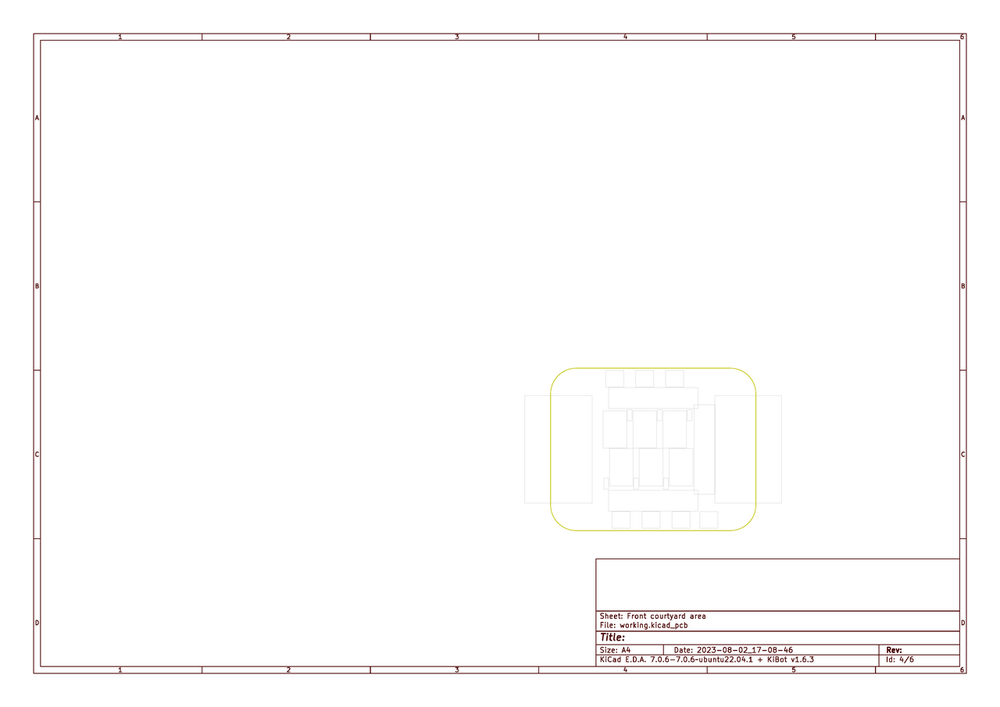 1 2 3 4 5 6
A A
B B
C C
D D
Sheet: Front courtyard area
File: working.kicad_pcb
Title:
Size: A4 Date: 2023-08-02_17-08-46 Rev:
KiCad E.D.A. 7.0.6-7.0.6~ubuntu22.04.1 + KiBot v1.6.3 Id: 4/6
1 2 3 4 5 6